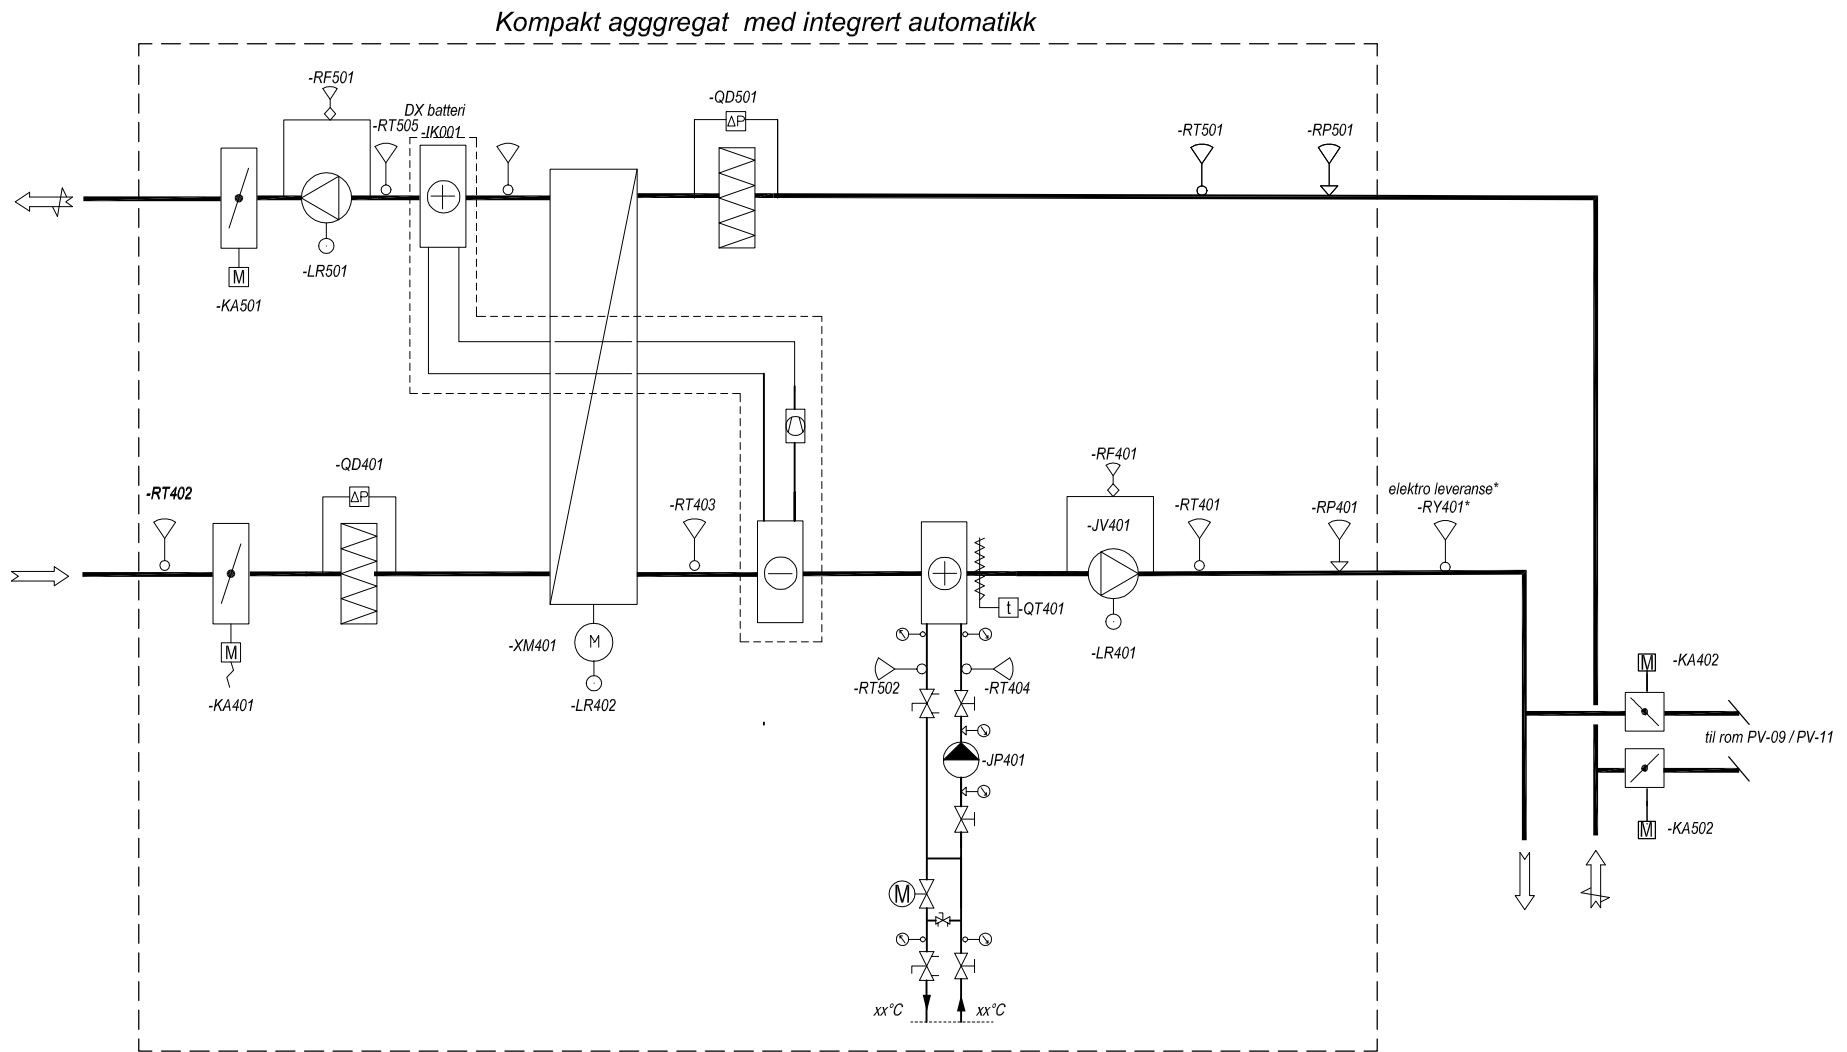 Kompakt agggregat  med integrert automatikk
-RF501
DX batteri
-RT505
-IK001
-QD501
ΔP
-RT501
-RP501
-LR501
M
-KA501
-QD401
ΔP
-RT402
-RT403
-RF401
-JV401
-RT401
-RP401
elektro leveranse*
-RY401*
t
-QT401
M
-KA401
-XM401
M
-LR402
-LR401
-RT502
-RT404
-JP401
M
M
-KA402
til rom PV-09 / PV-11
M
-KA502
xx°C
xx°C